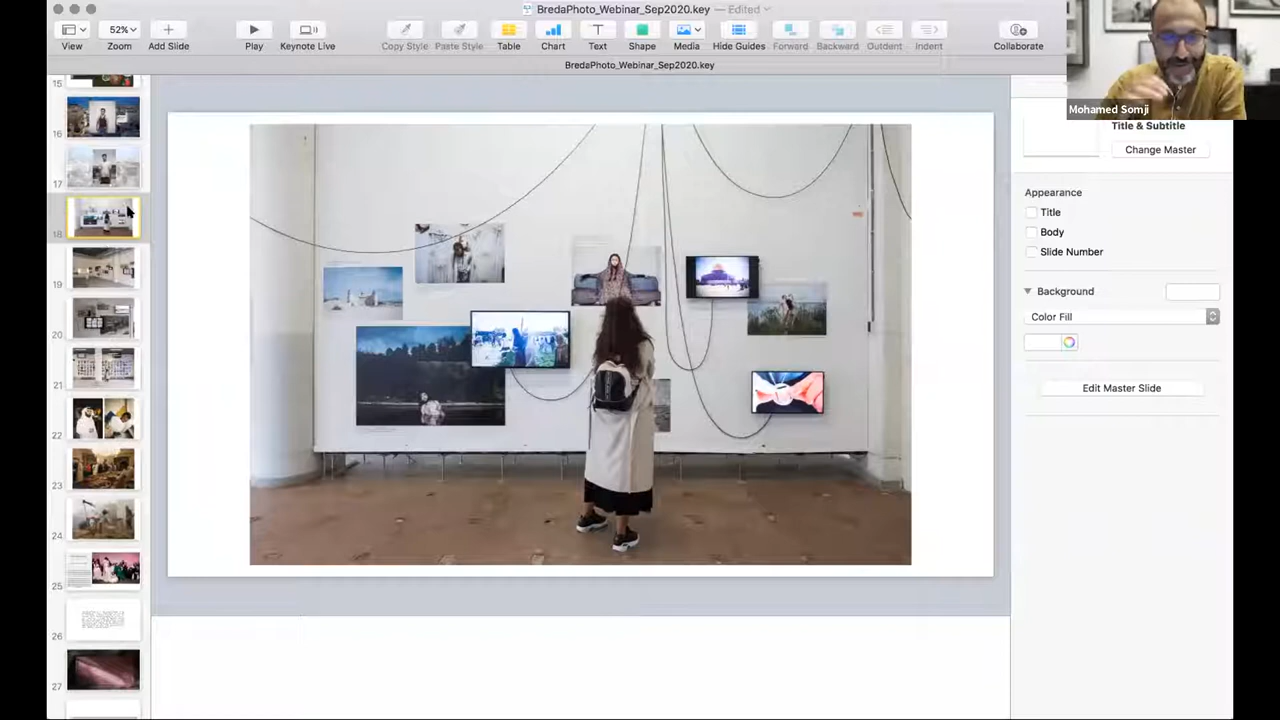 BredaPhoto_Webinar_Sep2020.key — Edited
View
52%
Zoom
Add Slide
Play
Keynote Live
Copy Style
Paste Style
Table
Chart
Text
Shape
Media
Hide Guides
Forward
Backward
Outdent
Indent
Collaborate
BredaPhoto_Webinar_Sep2020.key
Mohamed Somji
Title & Subtitle
Change Master
Appearance
Title
Body
Slide Number
Background
Color Fill
Edit Master Slide
15
16
17
18
19
20
21
22
23
24
25
26
27